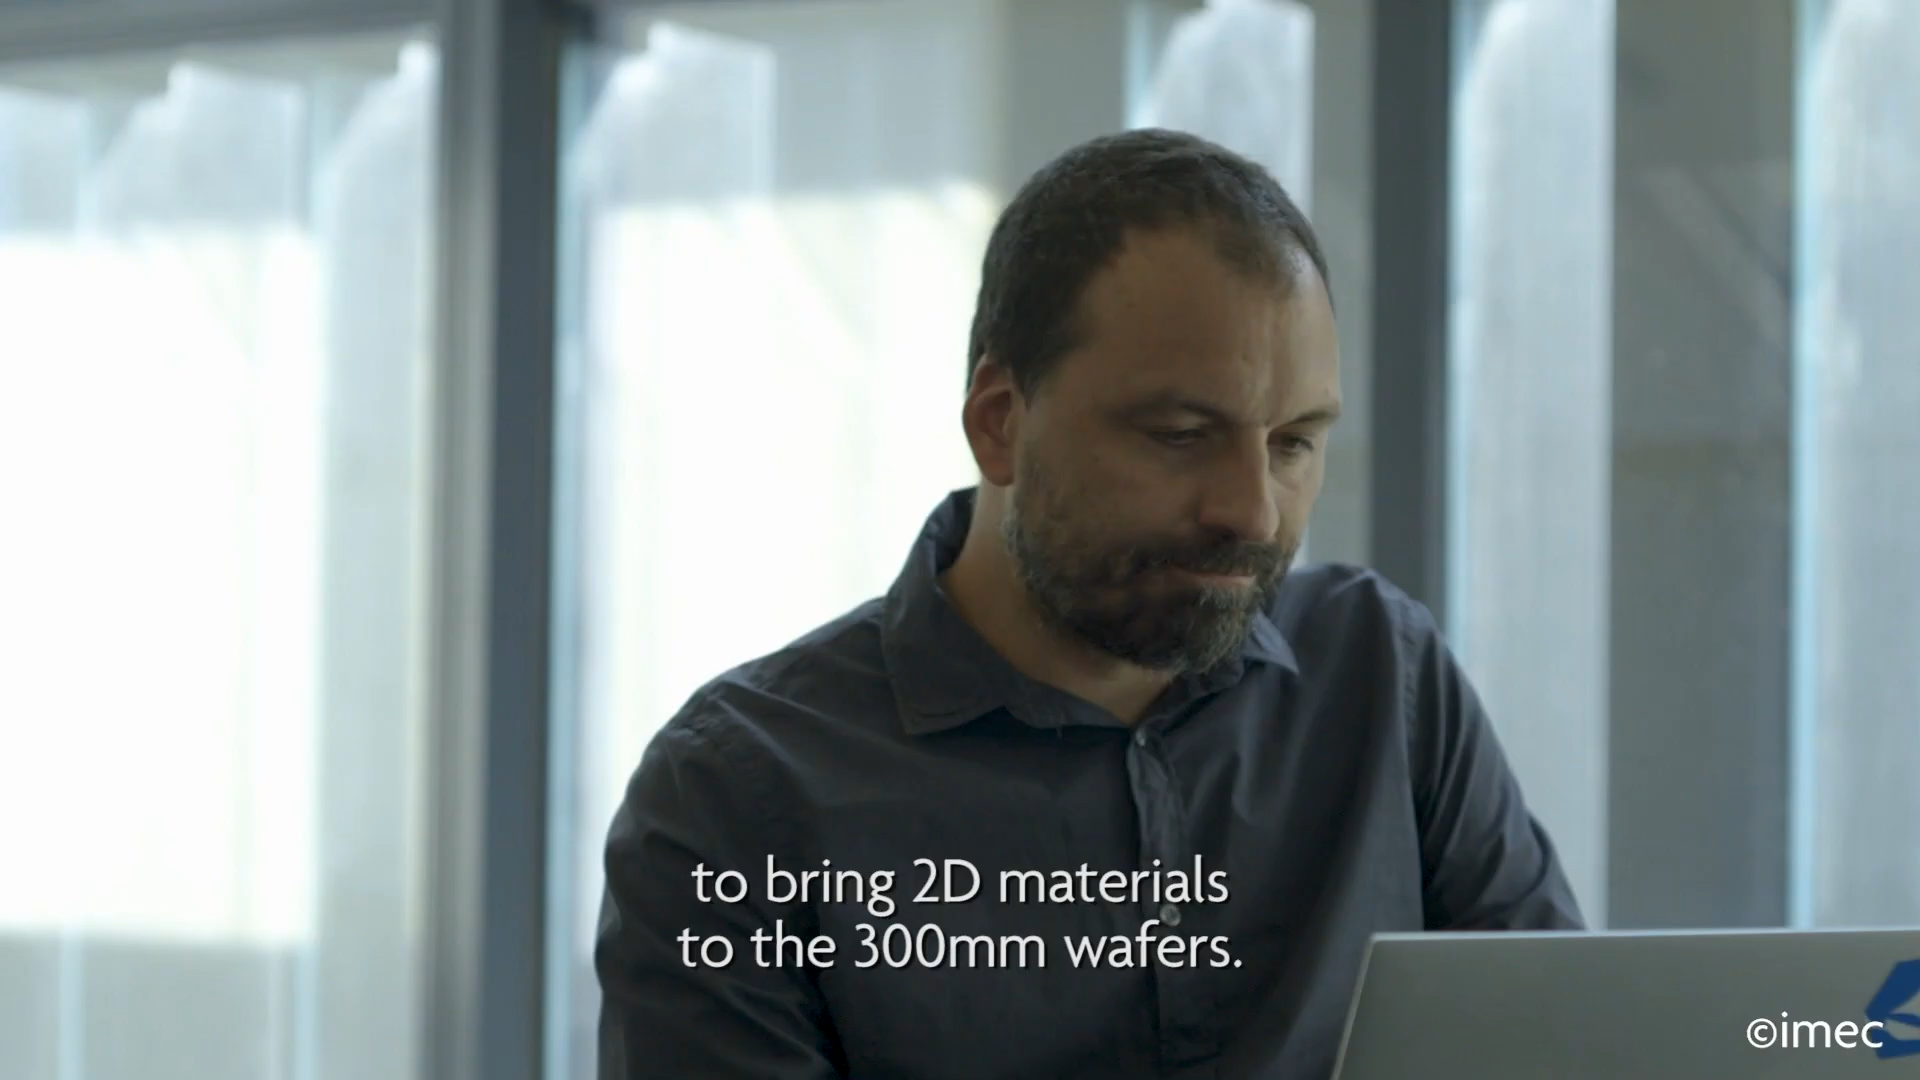 to bring 2D materials
to the 300mm wafers.
©imec